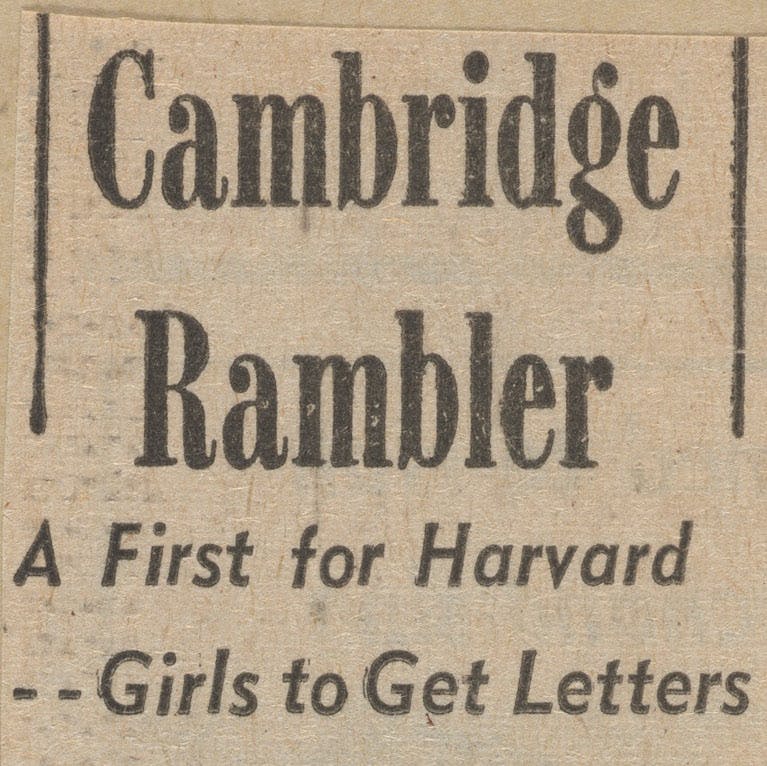 Cambridge
Rambler
A First for Harvard
--Girls to Get Letters